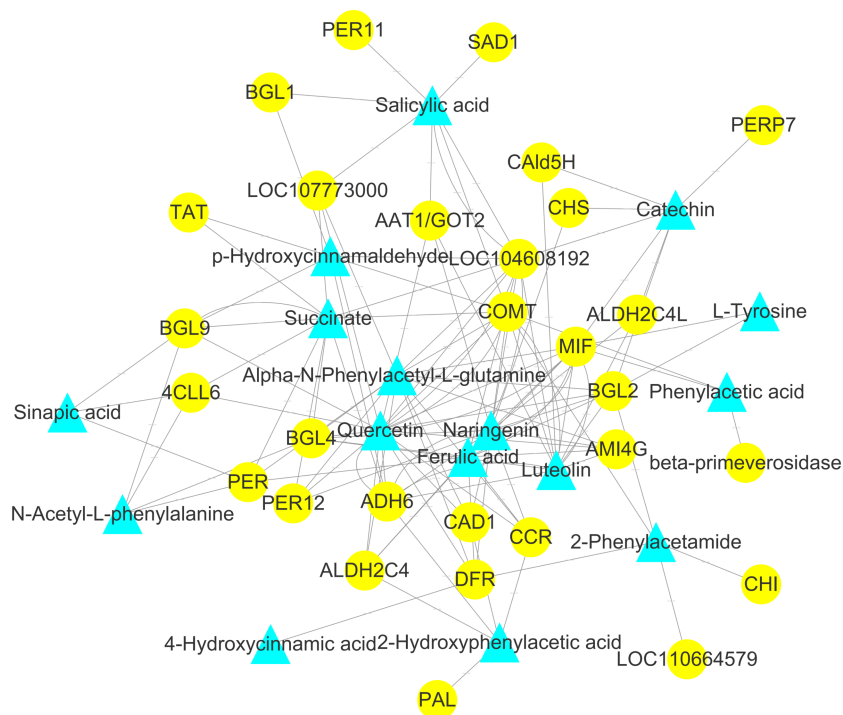 PER11
SAD1
BGL1
Salicylic acid
PERP7
CAld5H
LOC107773000
TAT
AAT1/GOT2
CHS
Catechin
p-Hydroxycinnamaldehyde
LOC104608192
Succinate
COMT
ALDH2C4L
L-Tyrosine
BGL9
MIF
Alpha-N-Phenylacetyl-L-glutamine
4CLL6
BGL2
Phenylacetic acid
Sinapic acid
BGL4
Quercetin
Naringenin
AMI4G
Ferulic acid
Luteolin
beta-primeverosidase
PER
PER12
ADH6
N-Acetyl-L-phenylalanine
CAD1
CCR
2-Phenylacetamide
ALDH2C4
DFR
CHI
4-Hydroxycinnamic acid
2-Hydroxyphenylacetic acid
LOC110664579
PAL